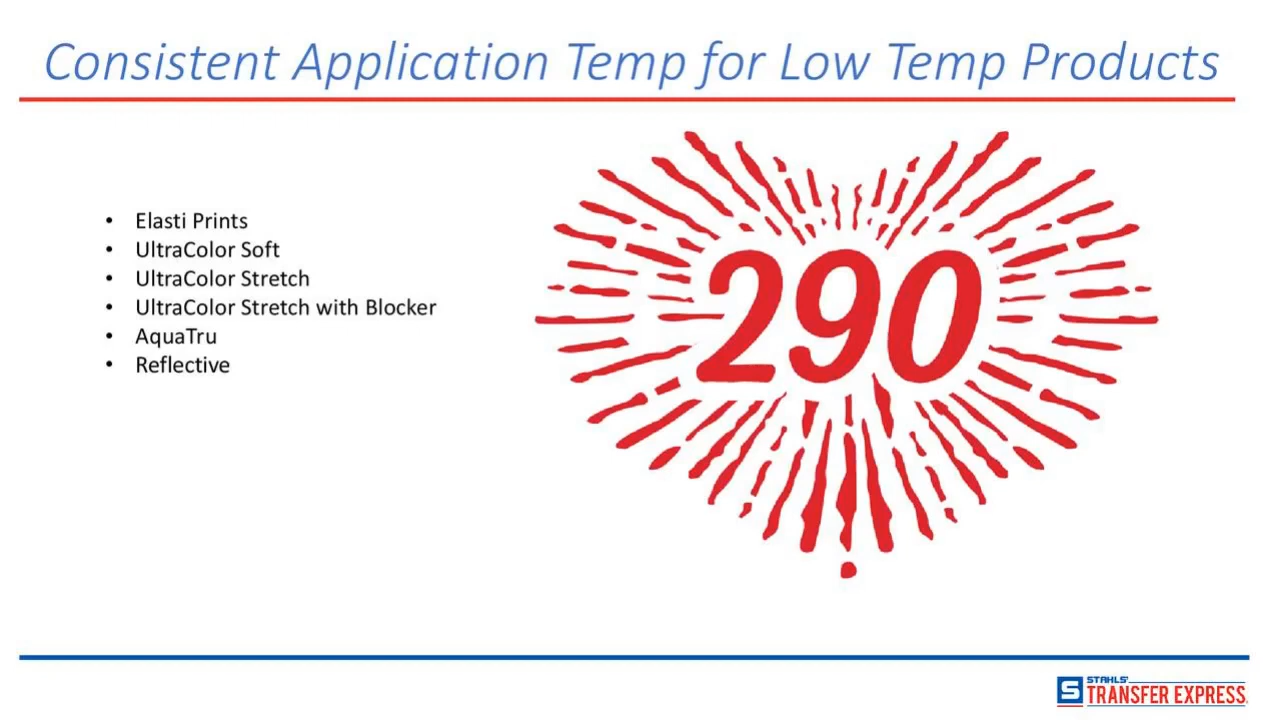 Consistent Application Temp for Low Temp Products
• Elasti Prints
• UltraColor Soft
• UltraColor Stretch
• UltraColor Stretch with Blocker
• AquaTru
• Reflective
290
S STAHLS'
TRANSFER EXPRESS.